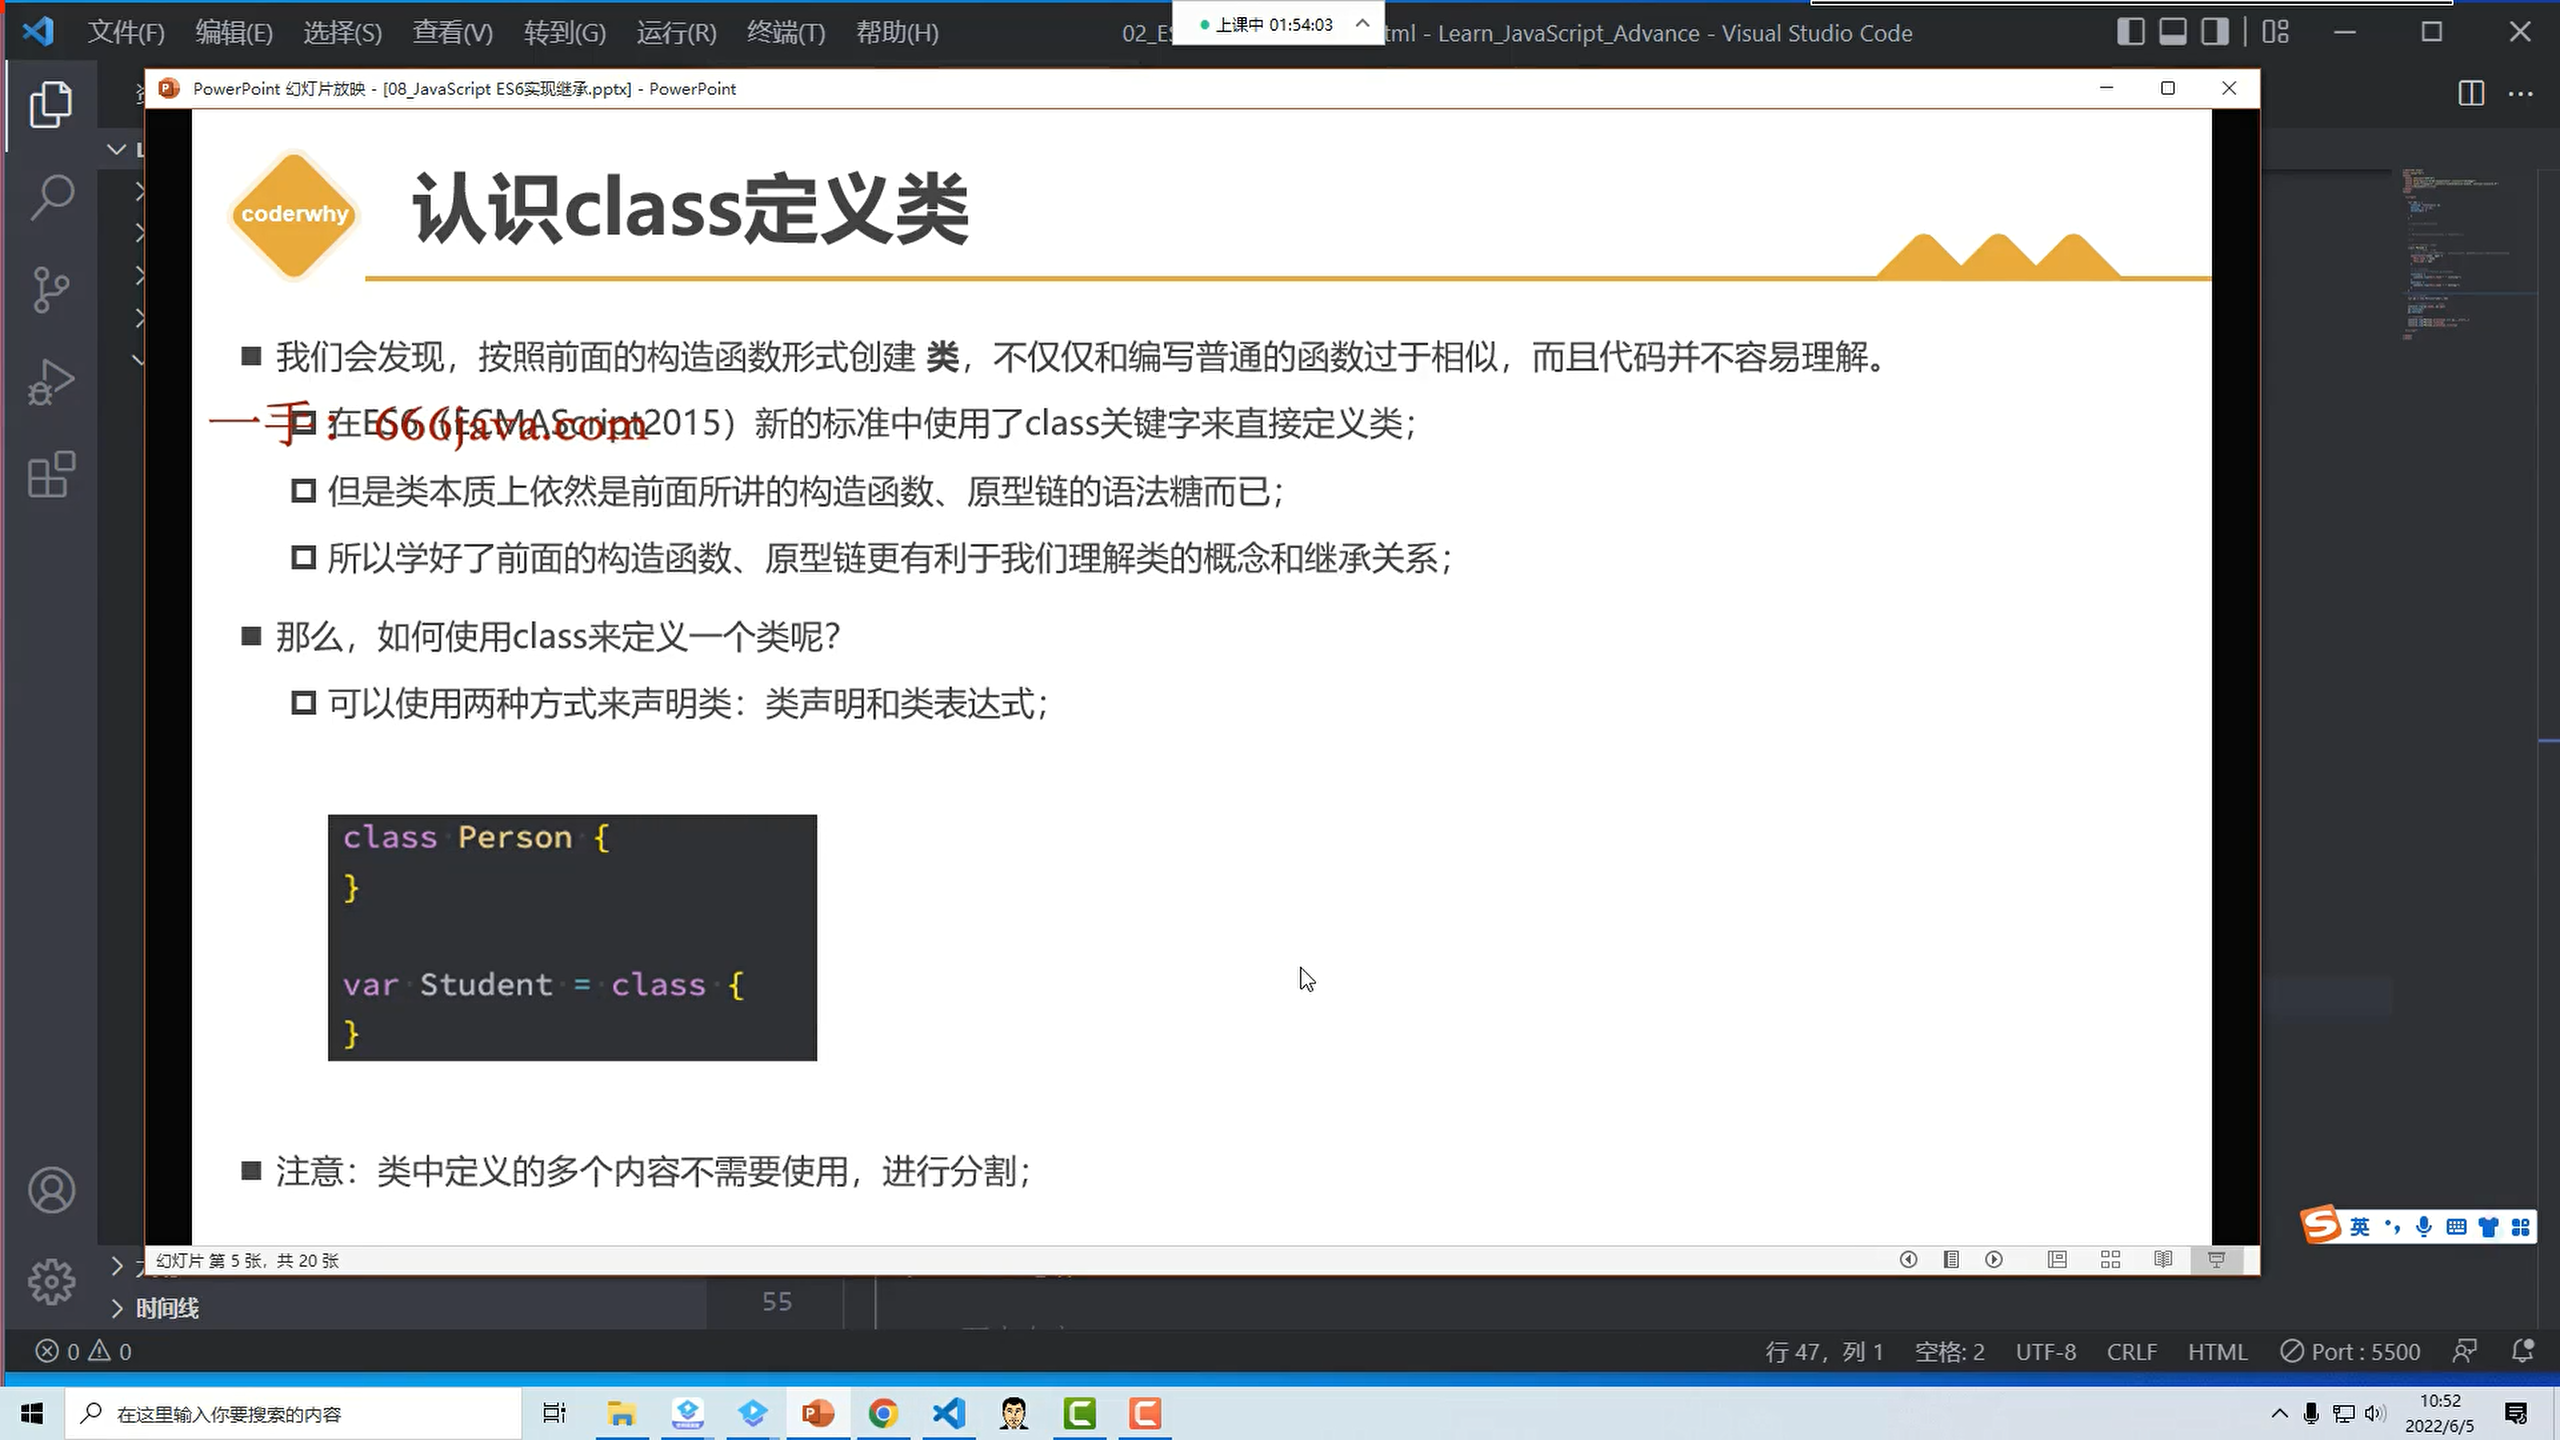 文件(F) 编辑(E) 选择(S) 查看(V) 转到(G) 运行(R) 终端(T) 帮助(H)
02_ES
上课中 01:54:03
tml - Learn_JavaScript_Advance - Visual Studio Code
PowerPoint 幻灯片放映 - [08_JavaScript ES6实现继承.pptx] - PowerPoint
coderwhy
认识class定义类
我们会发现，按照前面的构造函数形式创建 类，不仅仅和编写普通的函数过于相似，而且代码并不容易理解。
在ES6（ECMAScript2015）新的标准中使用了class关键字来直接定义类；
一手：666java.com
但是类本质上依然是前面所讲的构造函数、原型链的语法糖而已；
所以学好了前面的构造函数、原型链更有利于我们理解类的概念和继承关系；
那么，如何使用class来定义一个类呢？
可以使用两种方式来声明类：类声明和类表达式；
class Person {
}
var Student = class {
}
注意：类中定义的多个内容不需要使用，进行分割；
幻灯片 第 5 张，共 20 张
英
时间线
55
0 0
行 47，列 1 空格: 2 UTF-8 CRLF HTML Port : 5500
在这里输入你要搜索的内容
10:52
2022/6/5